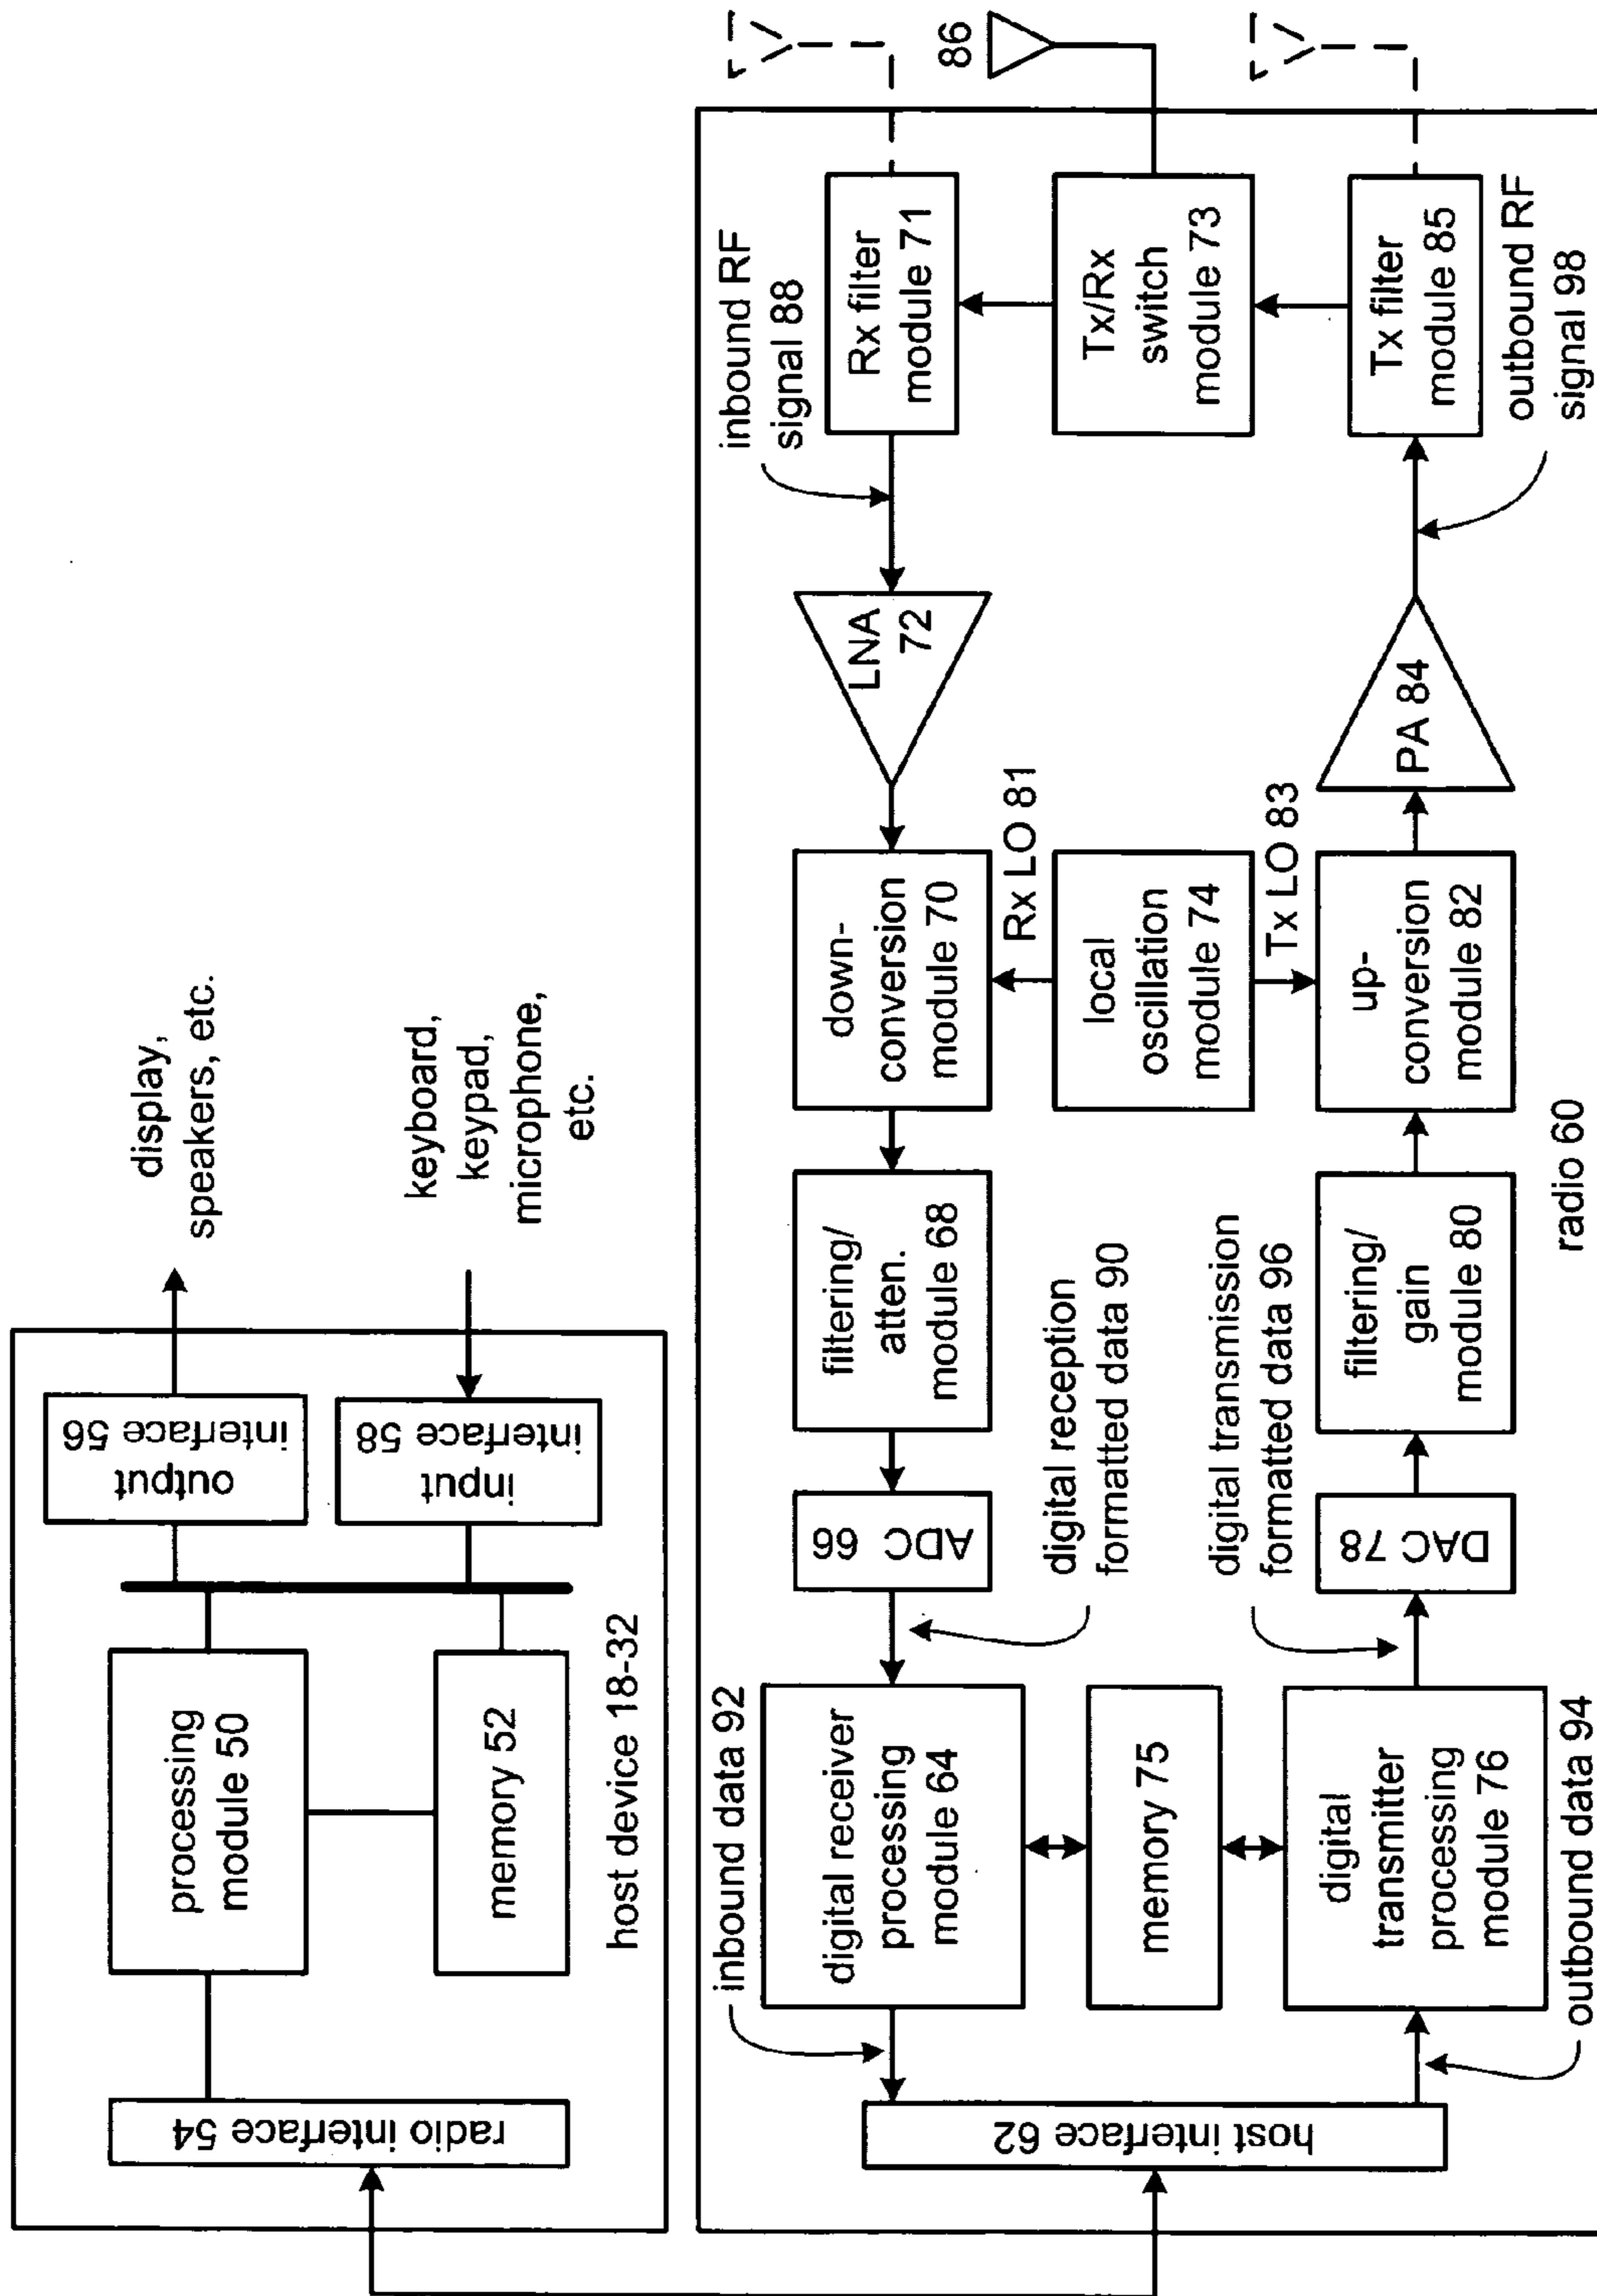 radio interface 54
processing
module 50
memory 52
output
interface 56
input
interface 58
display,
speakers, etc.
keyboard,
keypad,
microphone,
etc.
host device 18-32
host interface 62
inbound data 92
digital receiver
processing
module 64
memory 75
digital
transmitter
processing
module 76
outbound data 94
ADC 66
digital reception
formatted data 90
digital transmission
formatted data 96
DAC 78
filtering/
atten.
module 68
filtering/
gain
module 80
radio 60
down-
conversion
module 70
Rx LO 81
local
oscillation
module 74
Tx LO 83
up-
conversion
module 82
LNA
72
PA 84
inbound RF
signal 88
Rx filter
module 71
Tx/Rx
switch
module 73
Tx filter
module 85
outbound RF
signal 98
86